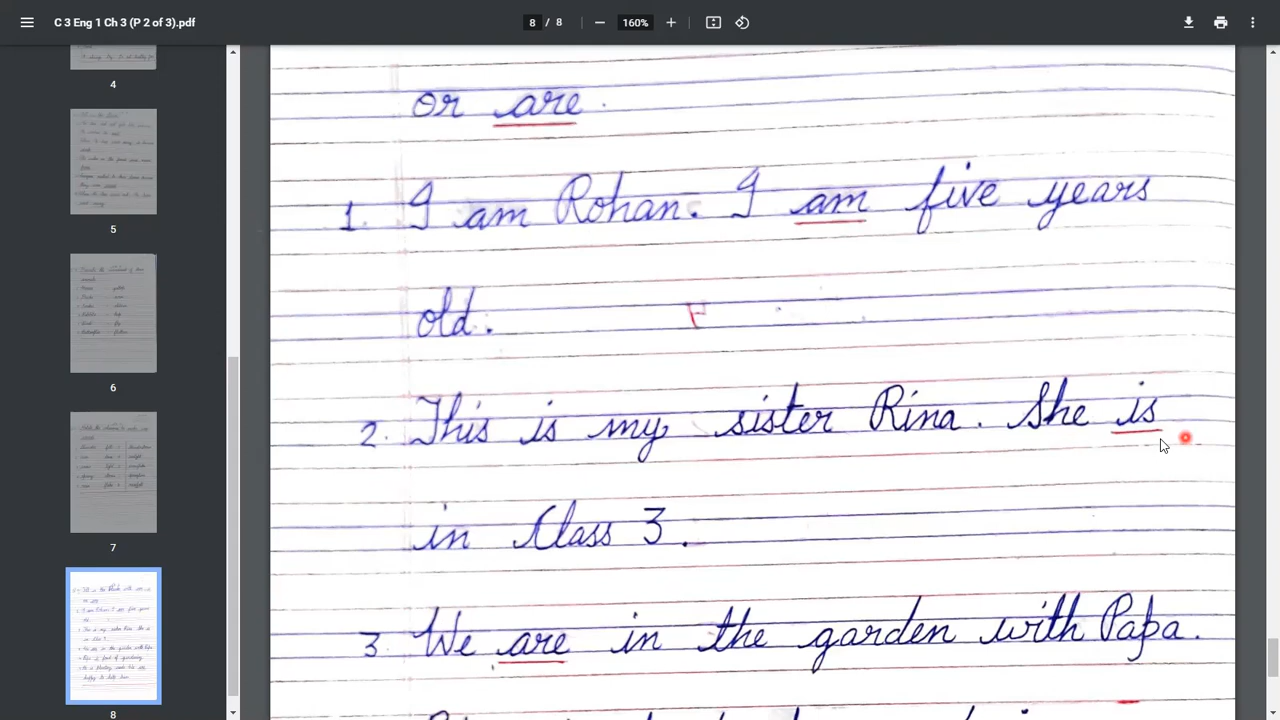 C 3 Eng 1 Ch 3 (P 2 of 3).pdf
8 / 8
160%
4
5
6
7
8
or are.
1. I am Rohan. I am five years
old.
2. This is my sister Rina. She is
in Class 3.
3. We are in the garden with Papa.